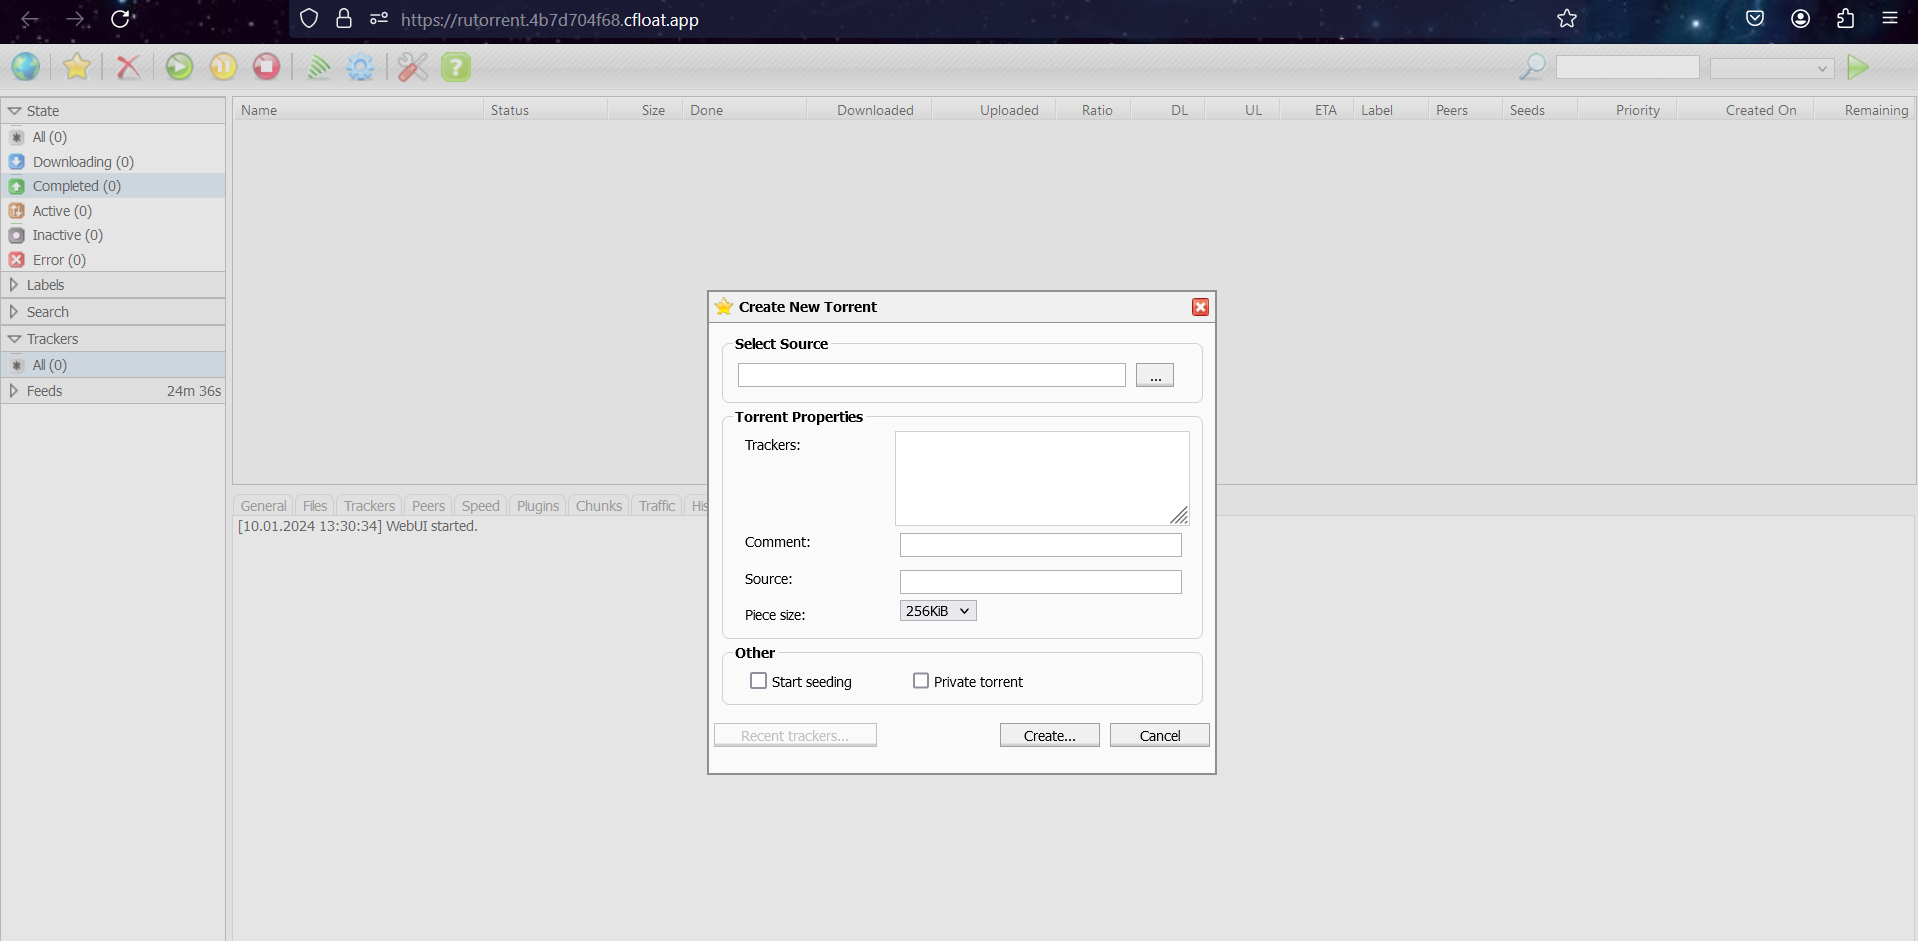 https://rutorrent.4b7d704f68.cfloat.app
State
All (0)
Downloading (0)
Completed (0)
Active (0)
Inactive (0)
Error (0)
Labels
Search
Trackers
All (0)
Feeds 24m 36s
Name Status Size Done Downloaded Uploaded Ratio DL UL ETA Label Peers Seeds Priority Created On Remaining
Create New Torrent
Select Source
...
Torrent Properties
Trackers:
Comment:
Source:
Piece size: 256KiB
Other
Start seeding Private torrent
Recent trackers... Create... Cancel
General Files Trackers Peers Speed Plugins Chunks Traffic His
[10.01.2024 13:30:34] WebUI started.